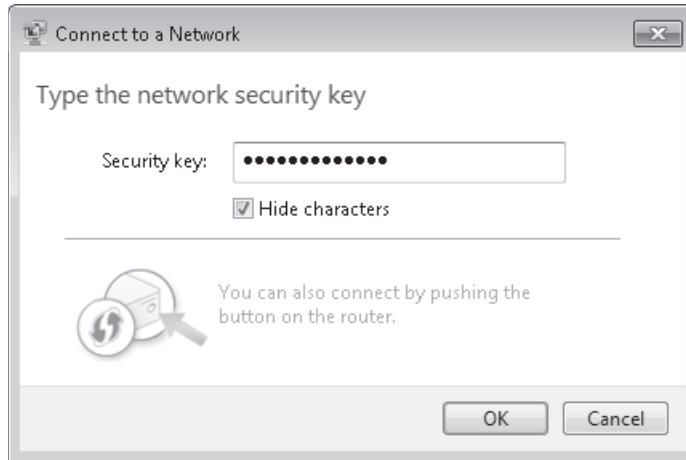 Connect to a Network
Type the network security key
Security key: •••••••••••••
Hide characters
You can also connect by pushing the
button on the router.
OK Cancel